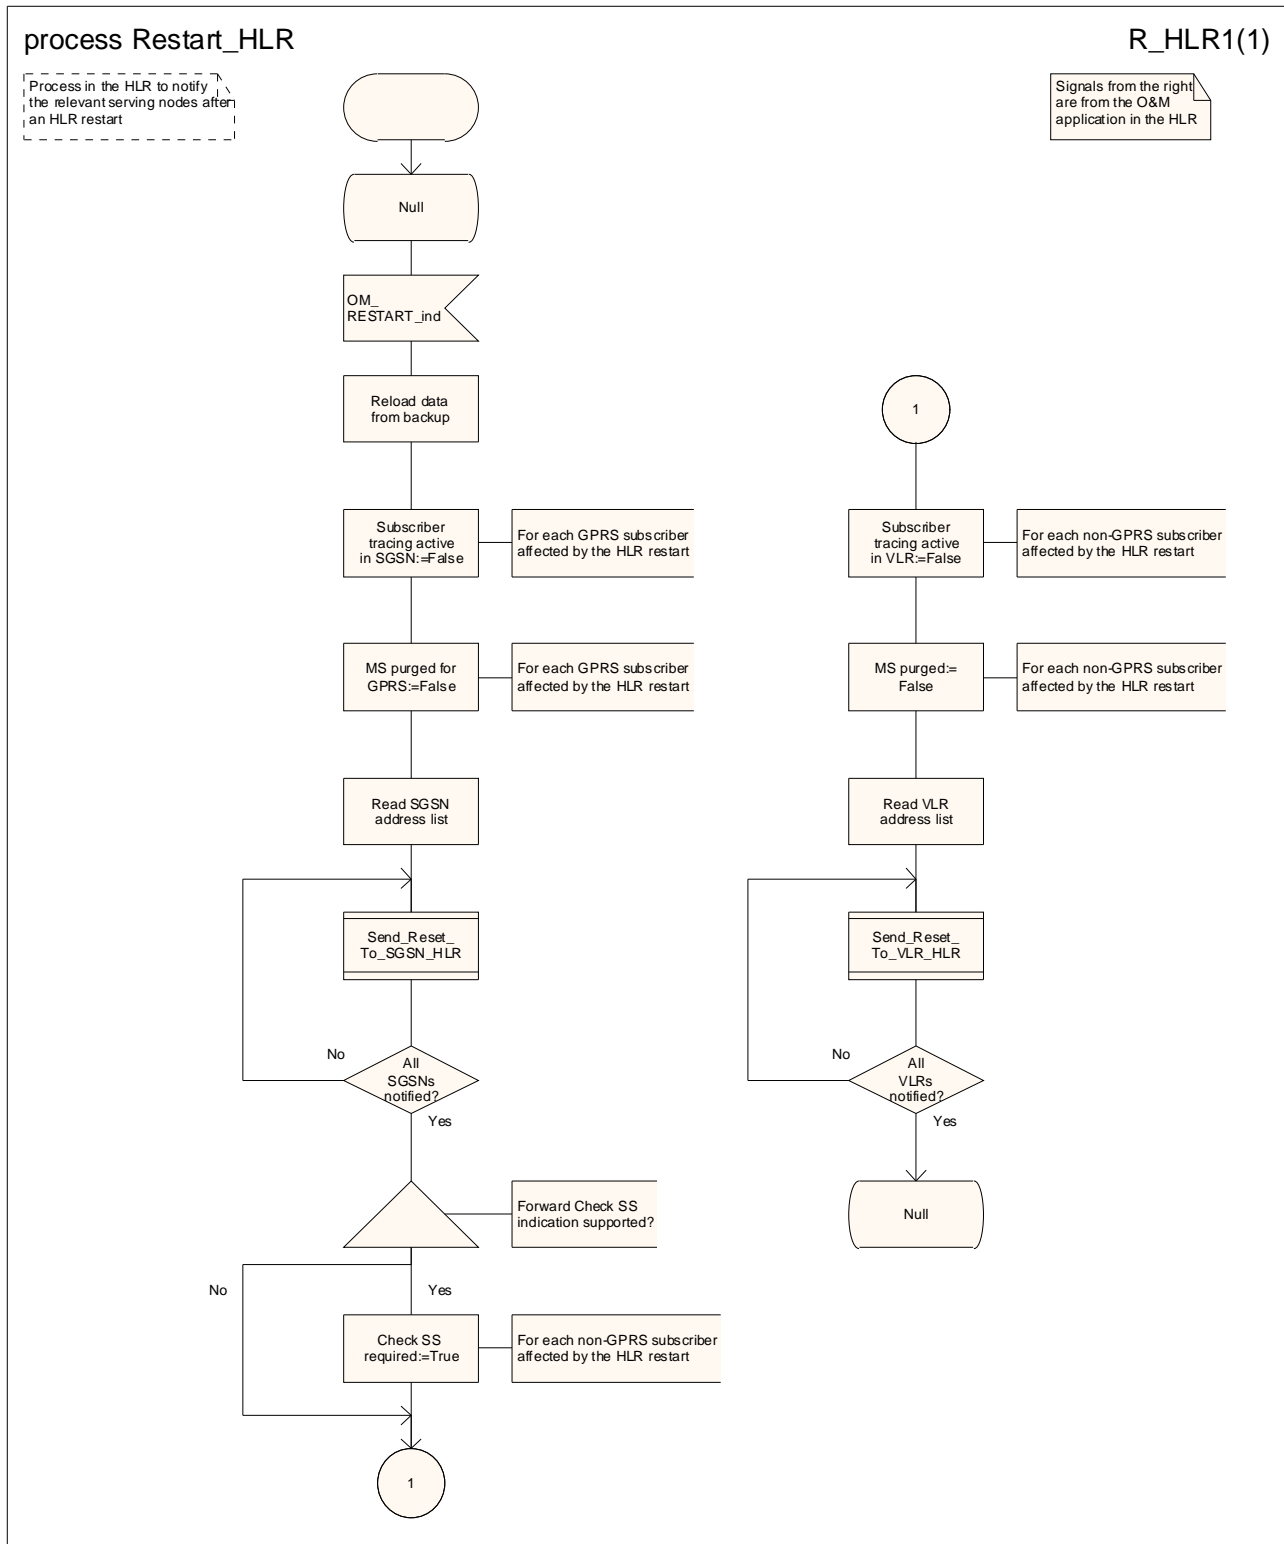 process Restart_HLR
R_HLR1(1)
Process in the HLR to notify
the relevant serving nodes after
an HLR restart
Signals from the right
are from the O&M
application in the HLR
Null
OM_
RESTART_ind
Reload data
from backup
Subscriber
tracing active
in SGSN:=False
For each GPRS subscriber
affected by the HLR restart
MS purged for
GPRS:=False
For each GPRS subscriber
affected by the HLR restart
Read SGSN
address list
Send_Reset_
To_SGSN_HLR
No
All
SGSNs
notified?
Yes
Forward Check SS
indication supported?
No
Yes
Check SS
required:=True
For each non-GPRS subscriber
affected by the HLR restart
1
1
Subscriber
tracing active
in VLR:=False
For each non-GPRS subscriber
affected by the HLR restart
MS purged:=
False
For each non-GPRS subscriber
affected by the HLR restart
Read VLR
address list
Send_Reset_
To_VLR_HLR
No
All
VLRs
notified?
Yes
Null